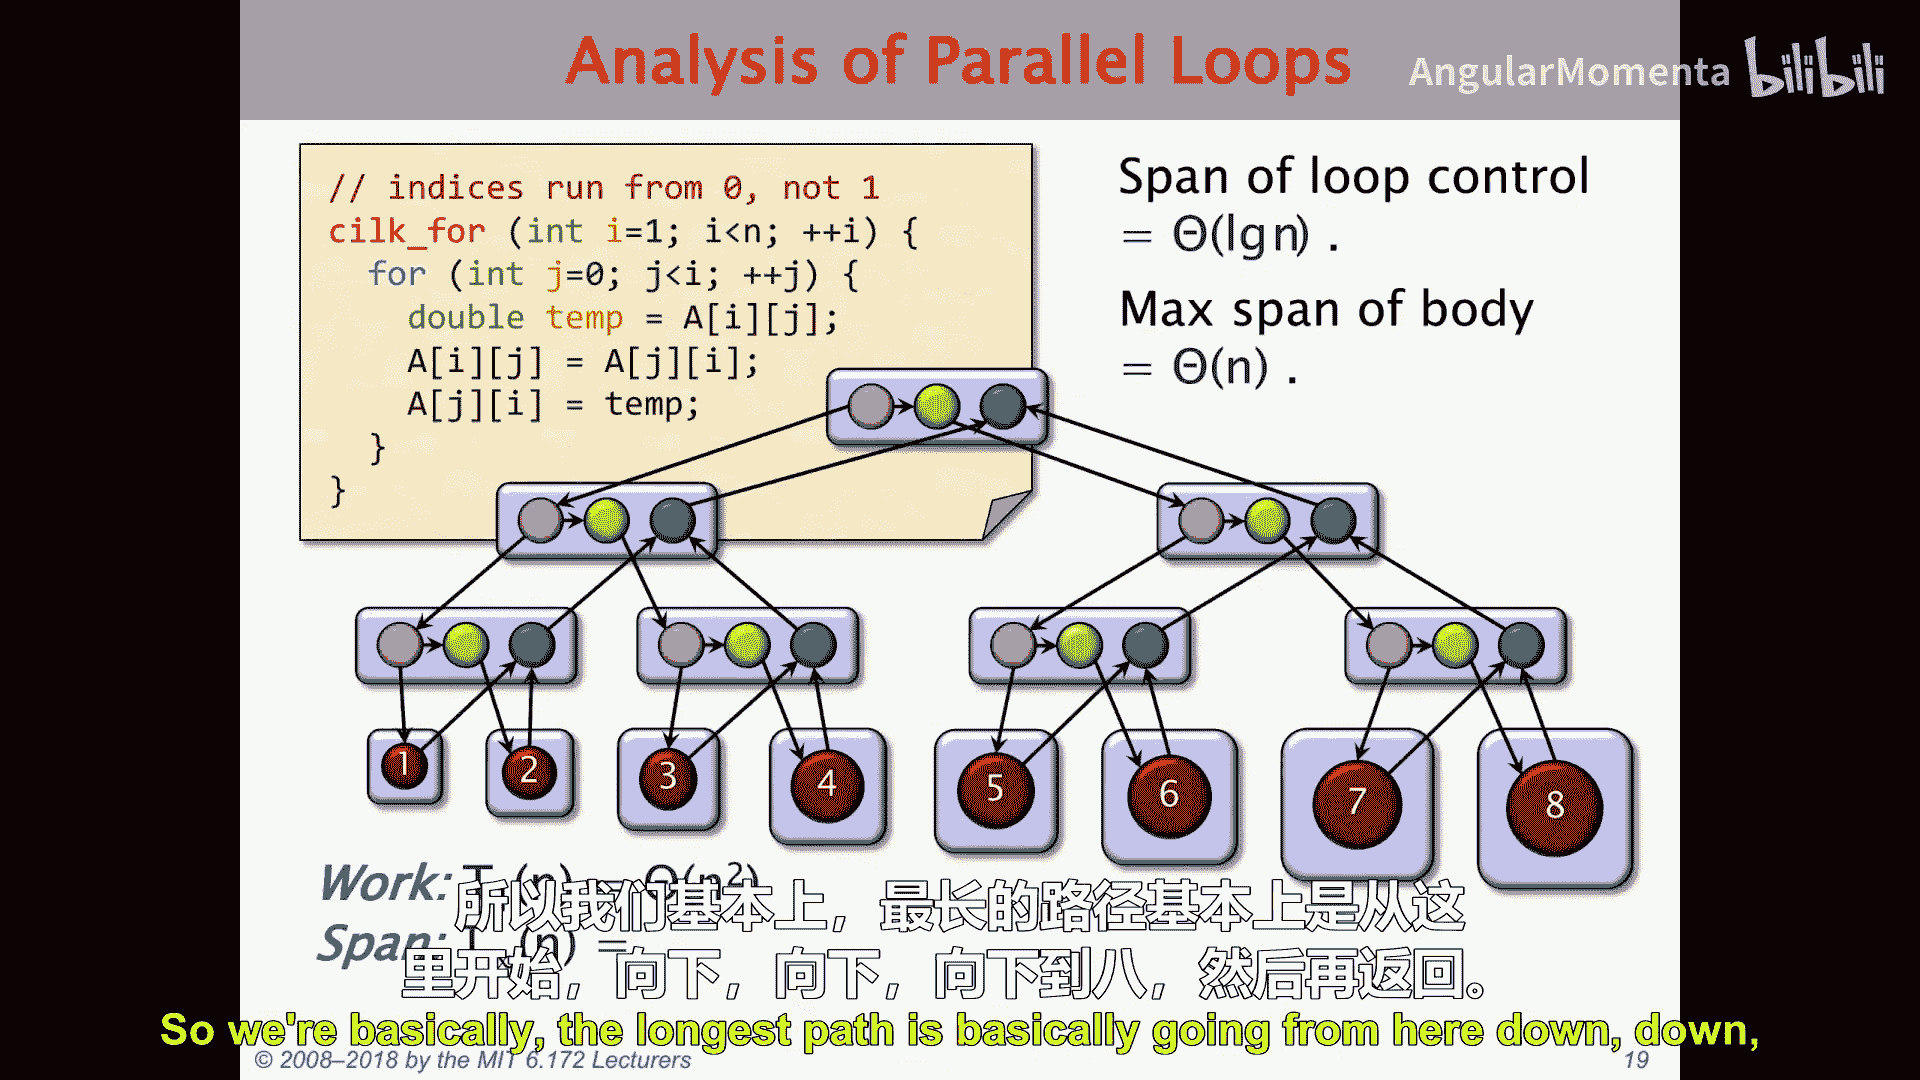 Analysis of Parallel Loops
AngularMomenta bilibili
// indices run from 0, not 1
cilk_for (int i=1; i<n; ++i) {
for (int j=0; j<i; ++j) {
double temp = A[i][j];
A[i][j] = A[j][i];
A[j][i] = temp;
}
}
Span of loop control
= Θ(lg n) .
Max span of body
= Θ(n) .
1 2 3 4 5 6 7 8
Work: T (n) = Θ(n²)
Span: T (n) =
所以我们基本上，最长的路径基本上是从这
里开始，向下，向下，向下到八，然后再返回。
So we're basically, the longest path is basically going from here down, down,
© 2008–2018 by the MIT 6.172 Lecturers
19